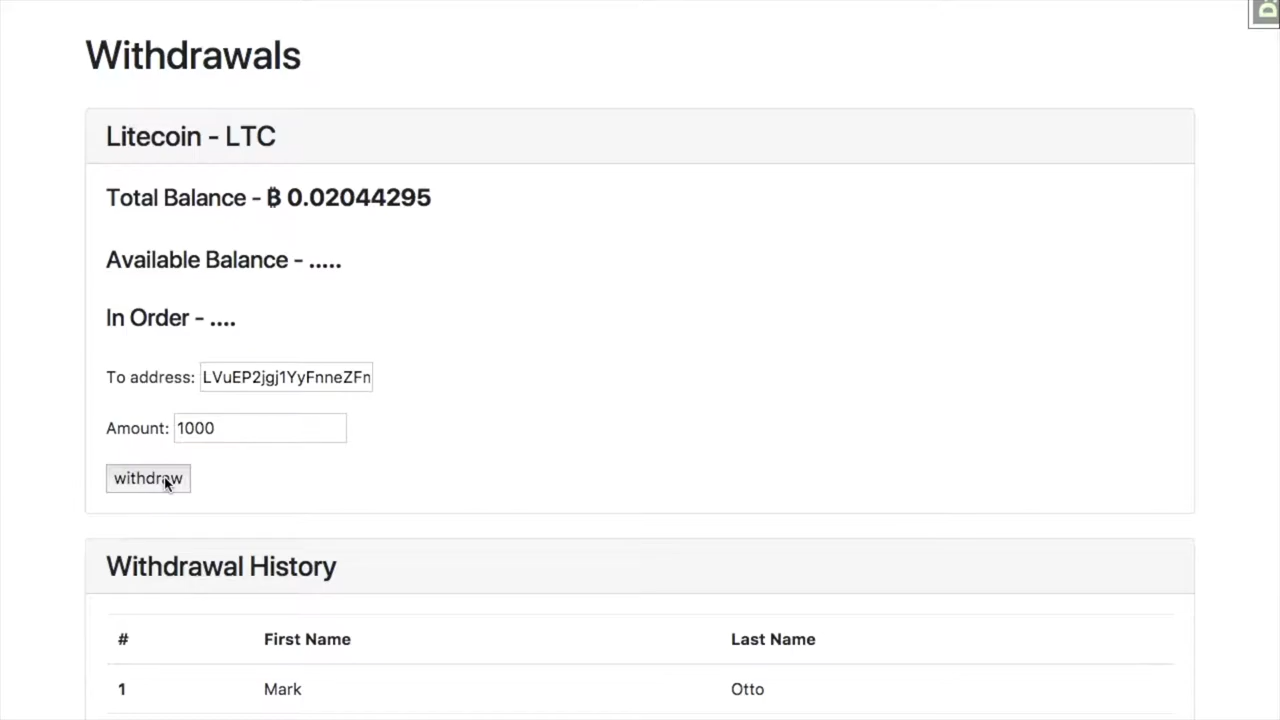 Withdrawals
Litecoin - LTC
Total Balance - ฿ 0.02044295
Available Balance - .....
In Order - ....
To address: LVuEP2jgj1YyFnneZFn
Amount: 1000
withdraw
Withdrawal History
# First Name Last Name
1 Mark Otto